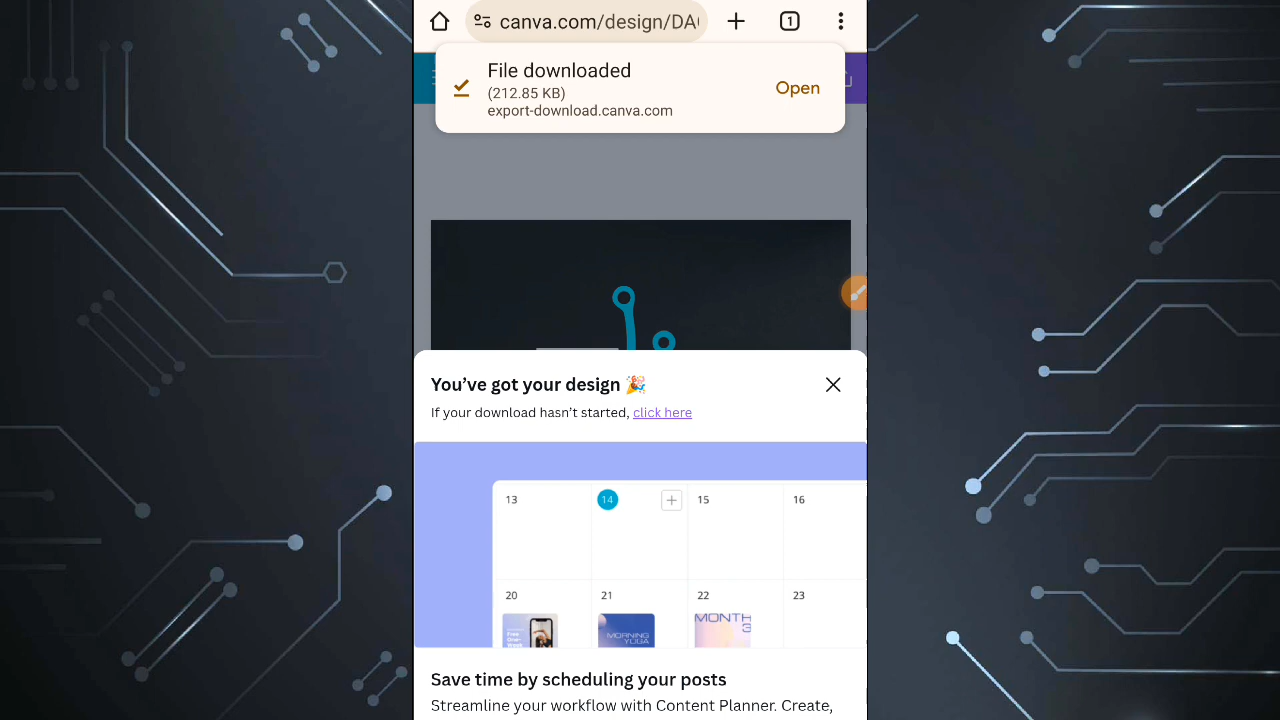 canva.com/design/DA
1
File downloaded
(212.85 KB)
export-download.canva.com
Open
You've got your design 🎉
If your download hasn't started, click here
13
14
15
16
20
21
22
23
MORNING
YOGA
MONTH
3
Save time by scheduling your posts
Streamline your workflow with Content Planner. Create,